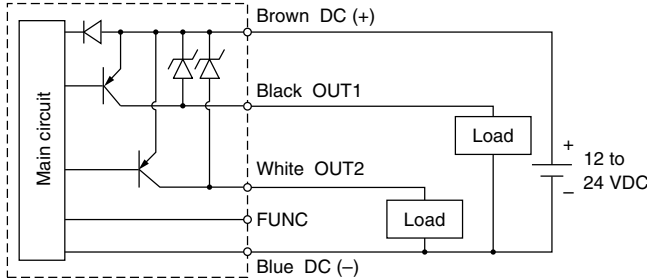 Brown DC (+)
Main circuit
Black OUT1
Load
+
12 to
24 VDC
–
White OUT2
Load
FUNC
Blue DC (–)